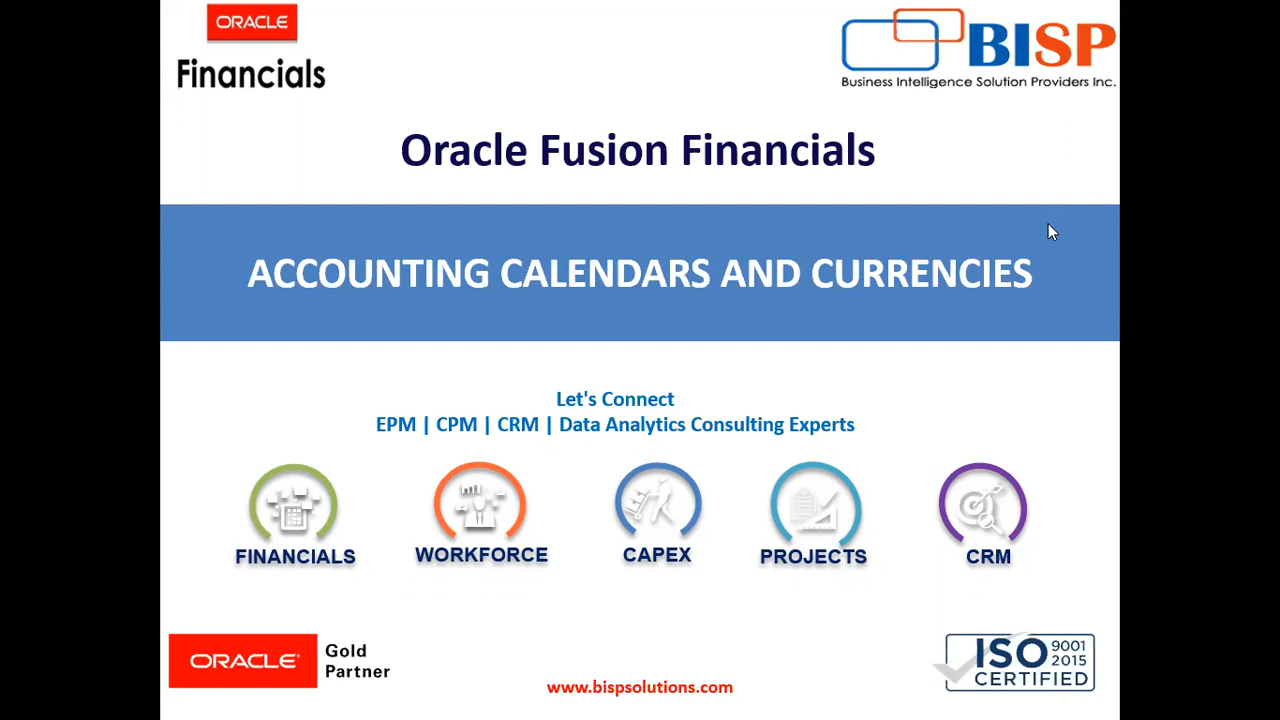 ORACLE
Financials
BISP
Business Intelligence Solution Providers Inc.
Oracle Fusion Financials
ACCOUNTING CALENDARS AND CURRENCIES
Let's Connect
EPM | CPM | CRM | Data Analytics Consulting Experts
FINANCIALS
WORKFORCE
CAPEX
PROJECTS
CRM
ORACLE®
Gold
Partner
www.bispsolutions.com
ISO 9001
2015
CERTIFIED